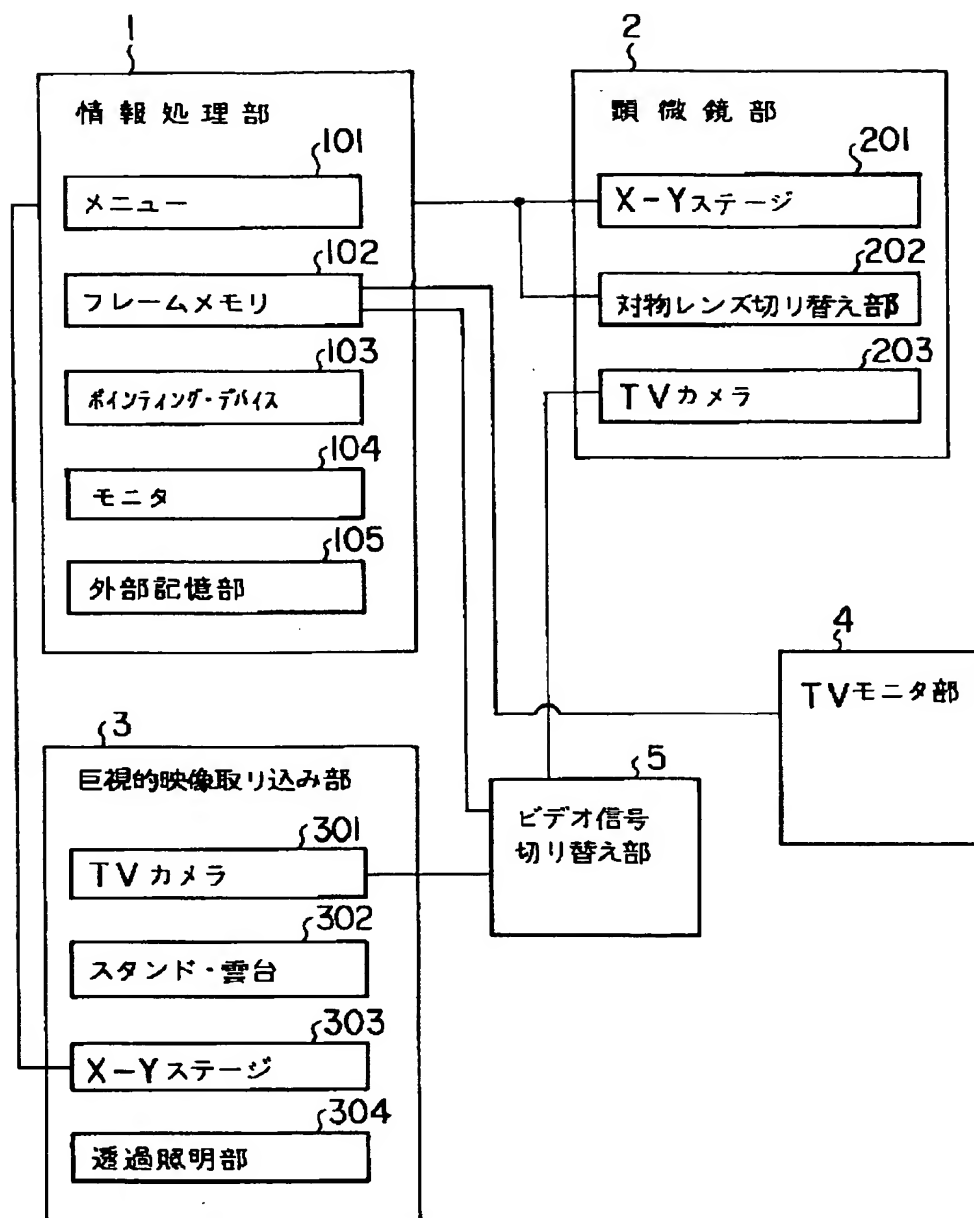 1
情報処理部
101
メニュー
102
フレームメモリ
103
ポインティング・デバイス
104
モニタ
105
外部記憶部
2
顕微鏡部
201
X-Yステージ
202
対物レンズ切り替え部
203
TVカメラ
3
巨視的映像取り込み部
301
TVカメラ
302
スタンド・雲台
303
X-Yステージ
304
透過照明部
4
TVモニタ部
5
ビデオ信号
切り替え部